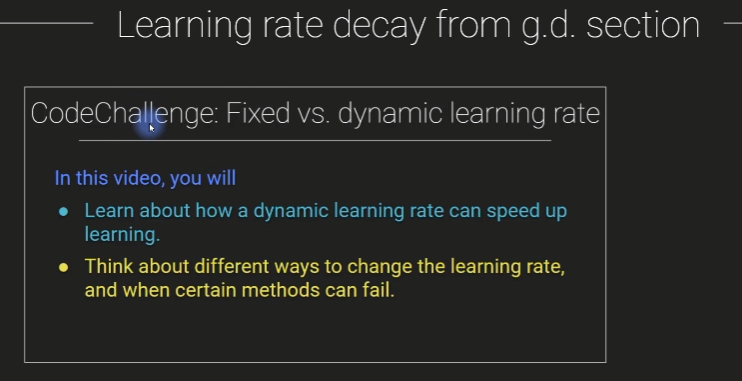 Learning rate decay from g.d. section
CodeChallenge: Fixed vs. dynamic learning rate
In this video, you will
● Learn about how a dynamic learning rate can speed up
learning.
● Think about different ways to change the learning rate,
and when certain methods can fail.